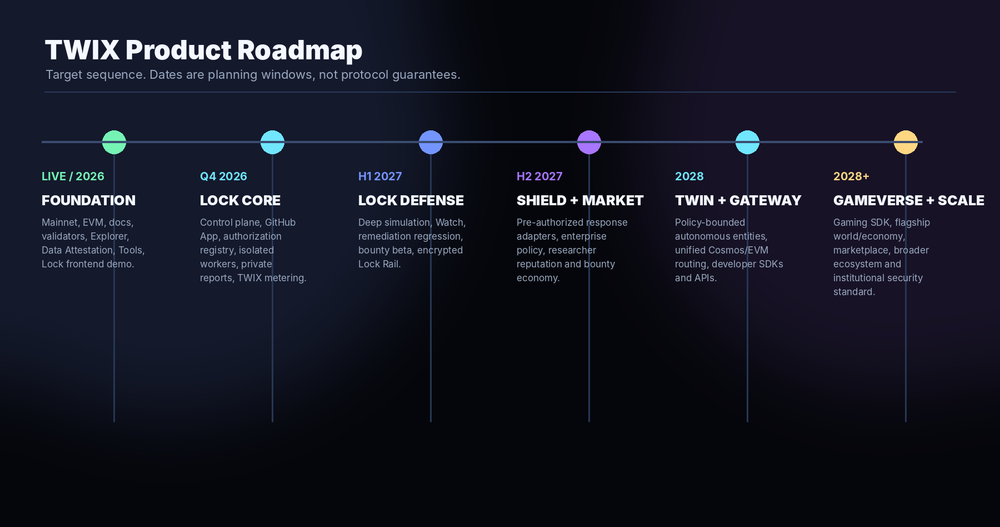 TWIX Product Roadmap
Target sequence. Dates are planning windows, not protocol guarantees.
LIVE / 2026
FOUNDATION
Mainnet, EVM, docs,
validators, Explorer,
Data Attestation, Tools,
Lock frontend demo.
Q4 2026
LOCK CORE
Control plane, GitHub
App, authorization
registry, isolated
workers, private
reports, TWIX metering.
H1 2027
LOCK DEFENSE
Deep simulation, Watch,
remediation regression,
bounty beta, encrypted
Lock Rail.
H2 2027
SHIELD + MARKET
Pre-authorized response
adapters, enterprise
policy, researcher
reputation and bounty
economy.
2028
TWIN + GATEWAY
Policy-bounded
autonomous entities,
unified Cosmos/EVM
routing, developer SDKs
and APIs.
2028+
GAMEVERSE + SCALE
Gaming SDK, flagship
world/economy,
marketplace, broader
ecosystem and
institutional security
standard.